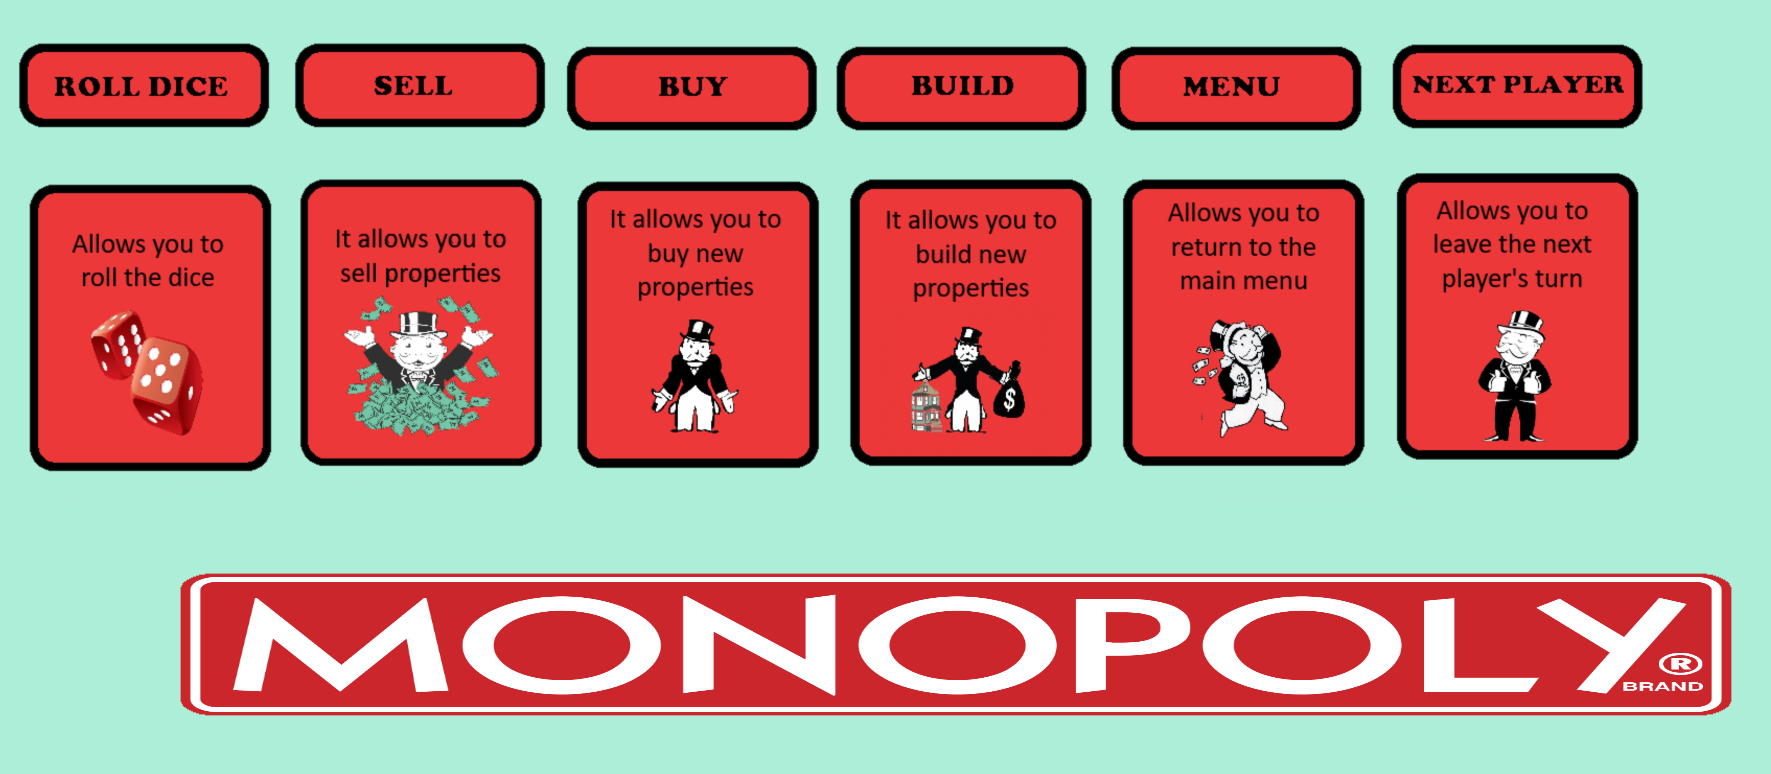 ROLL DICE
SELL
BUY
BUILD
MENU
NEXT PLAYER
Allows you to
roll the dice
It allows you to
sell properties
It allows you to
buy new
properties
It allows you to
build new
properties
$
Allows you to
return to the
main menu
Allows you to
leave the next
player's turn
MONOPOLY®
BRAND